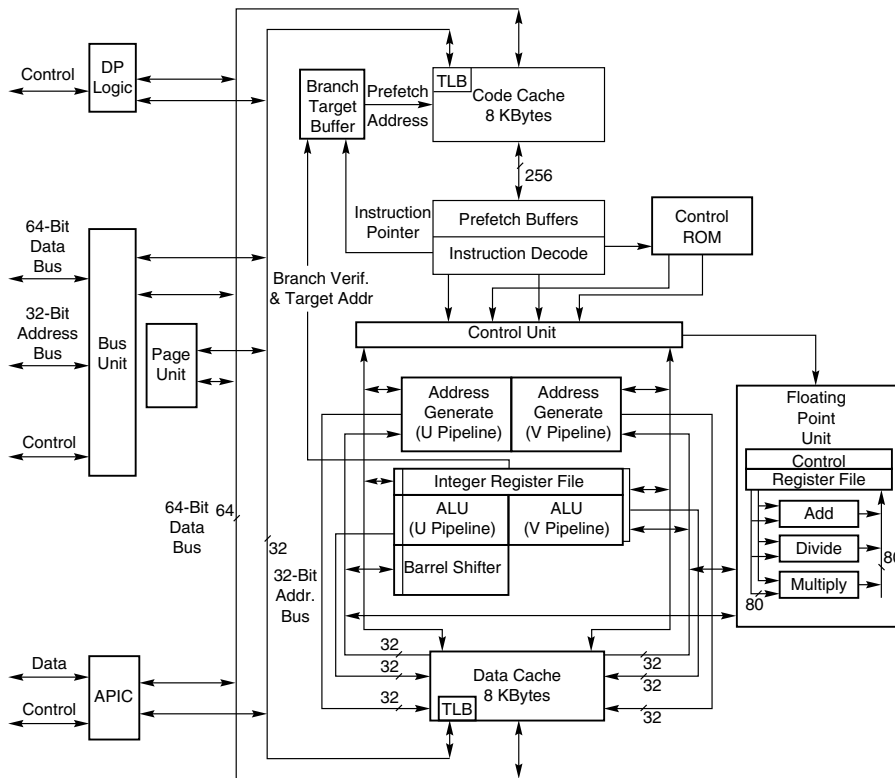 Control
DP
Logic
Branch
Target
Buffer
Prefetch
Address
TLB
Code Cache
8 KBytes
256
Instruction
Pointer
Prefetch Buffers
Instruction Decode
Control
ROM
64-Bit
Data
Bus
32-Bit
Address
Bus
Control
Bus
Unit
Page
Unit
Branch Verif.
& Target Addr
Control Unit
Address
Generate
(U Pipeline)
Address
Generate
(V Pipeline)
Integer Register File
ALU
(U Pipeline)
ALU
(V Pipeline)
Barrel Shifter
Floating
Point
Unit
Control
Register File
Add
Divide
Multiply
80
80
64-Bit
Data
Bus
64
32
32-Bit
Addr.
Bus
32
32
32
32
32
32
Data Cache
8 KBytes
TLB
Data
Control
APIC